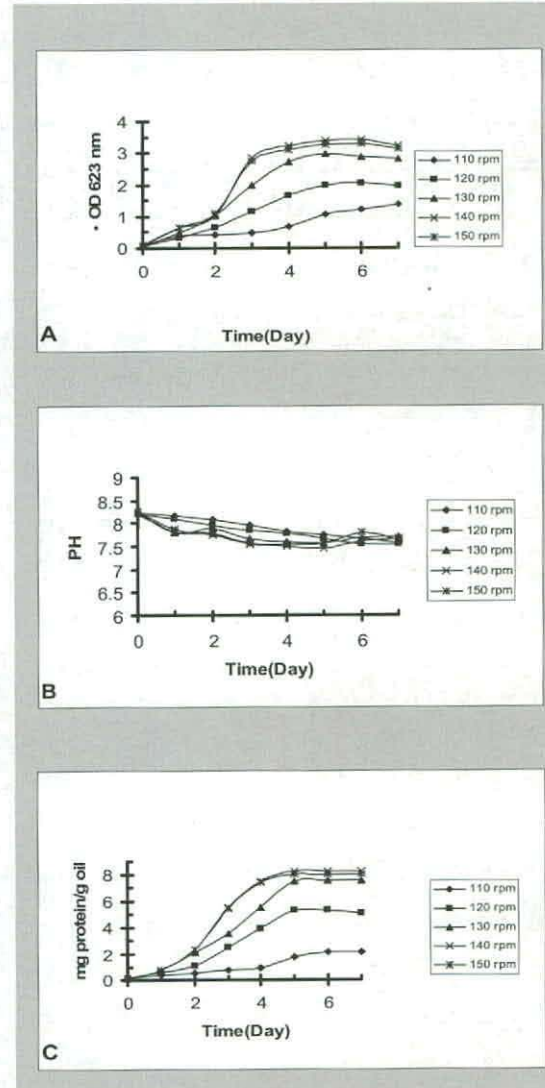 4
3
2
1
0
• OD 623 nm
0 2 4 6
Time(Day)
110 rpm
120 rpm
130 rpm
140 rpm
150 rpm
A
9
8.5
8
7.5
7
6.5
6
PH
0 2 4 6
Time(Day)
110 rpm
120 rpm
130 rpm
140 rpm
150 rpm
B
8
6
4
2
0
mg protein/g oil
0 2 4 6
Time(Day)
110 rpm
120 rpm
130 rpm
140 rpm
150 rpm
C